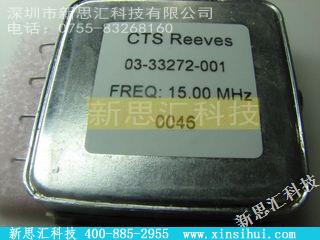 深圳市新思汇科技有限公司
电话：0755-83268160
CTS Reeves
03-33272-001
FREQ: 15.00 MHz
新思汇科技
0046
新思汇科技
新思汇科技 400-885-2955
www.xinsihui.com